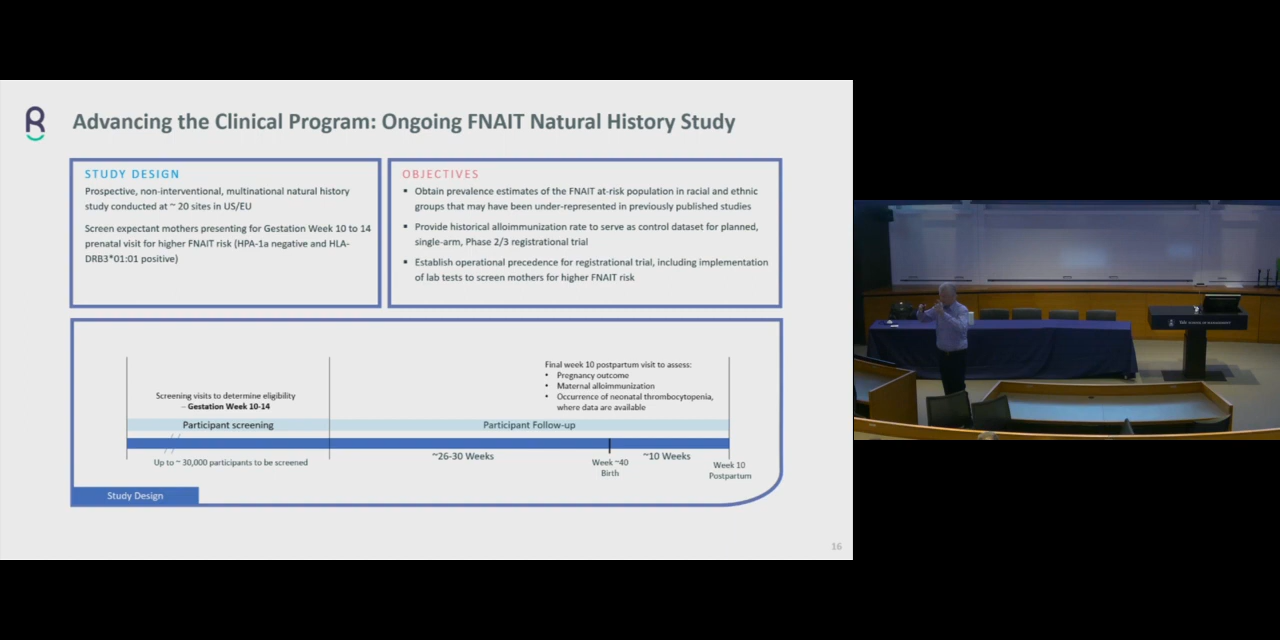 Advancing the Clinical Program: Ongoing FNAIT Natural History Study
STUDY DESIGN
Prospective, non-interventional, multinational natural history
study conducted at ~ 20 sites in US/EU
Screen expectant mothers presenting for Gestation Week 10 to 14
prenatal visit for higher FNAIT risk (HPA-1a negative and HLA-
DRB3*01:01 positive)
OBJECTIVES
▪ Obtain prevalence estimates of the FNAIT at-risk population in racial and ethnic
groups that may have been under-represented in previously published studies
▪ Provide historical alloimmunization rate to serve as control dataset for planned,
single-arm, Phase 2/3 registrational trial
▪ Establish operational precedence for registrational trial, including implementation
of lab tests to screen mothers for higher FNAIT risk
Screening visits to determine eligibility
– Gestation Week 10-14
Participant screening
Up to ~ 30,000 participants to be screened
Final week 10 postpartum visit to assess:
• Pregnancy outcome
• Maternal alloimmunization
• Occurrence of neonatal thrombocytopenia,
where data are available
Participant Follow-up
~26-30 Weeks
Week ~40
Birth
~10 Weeks
Week 10
Postpartum
Study Design
16
Yale SCHOOL OF MANAGEMENT